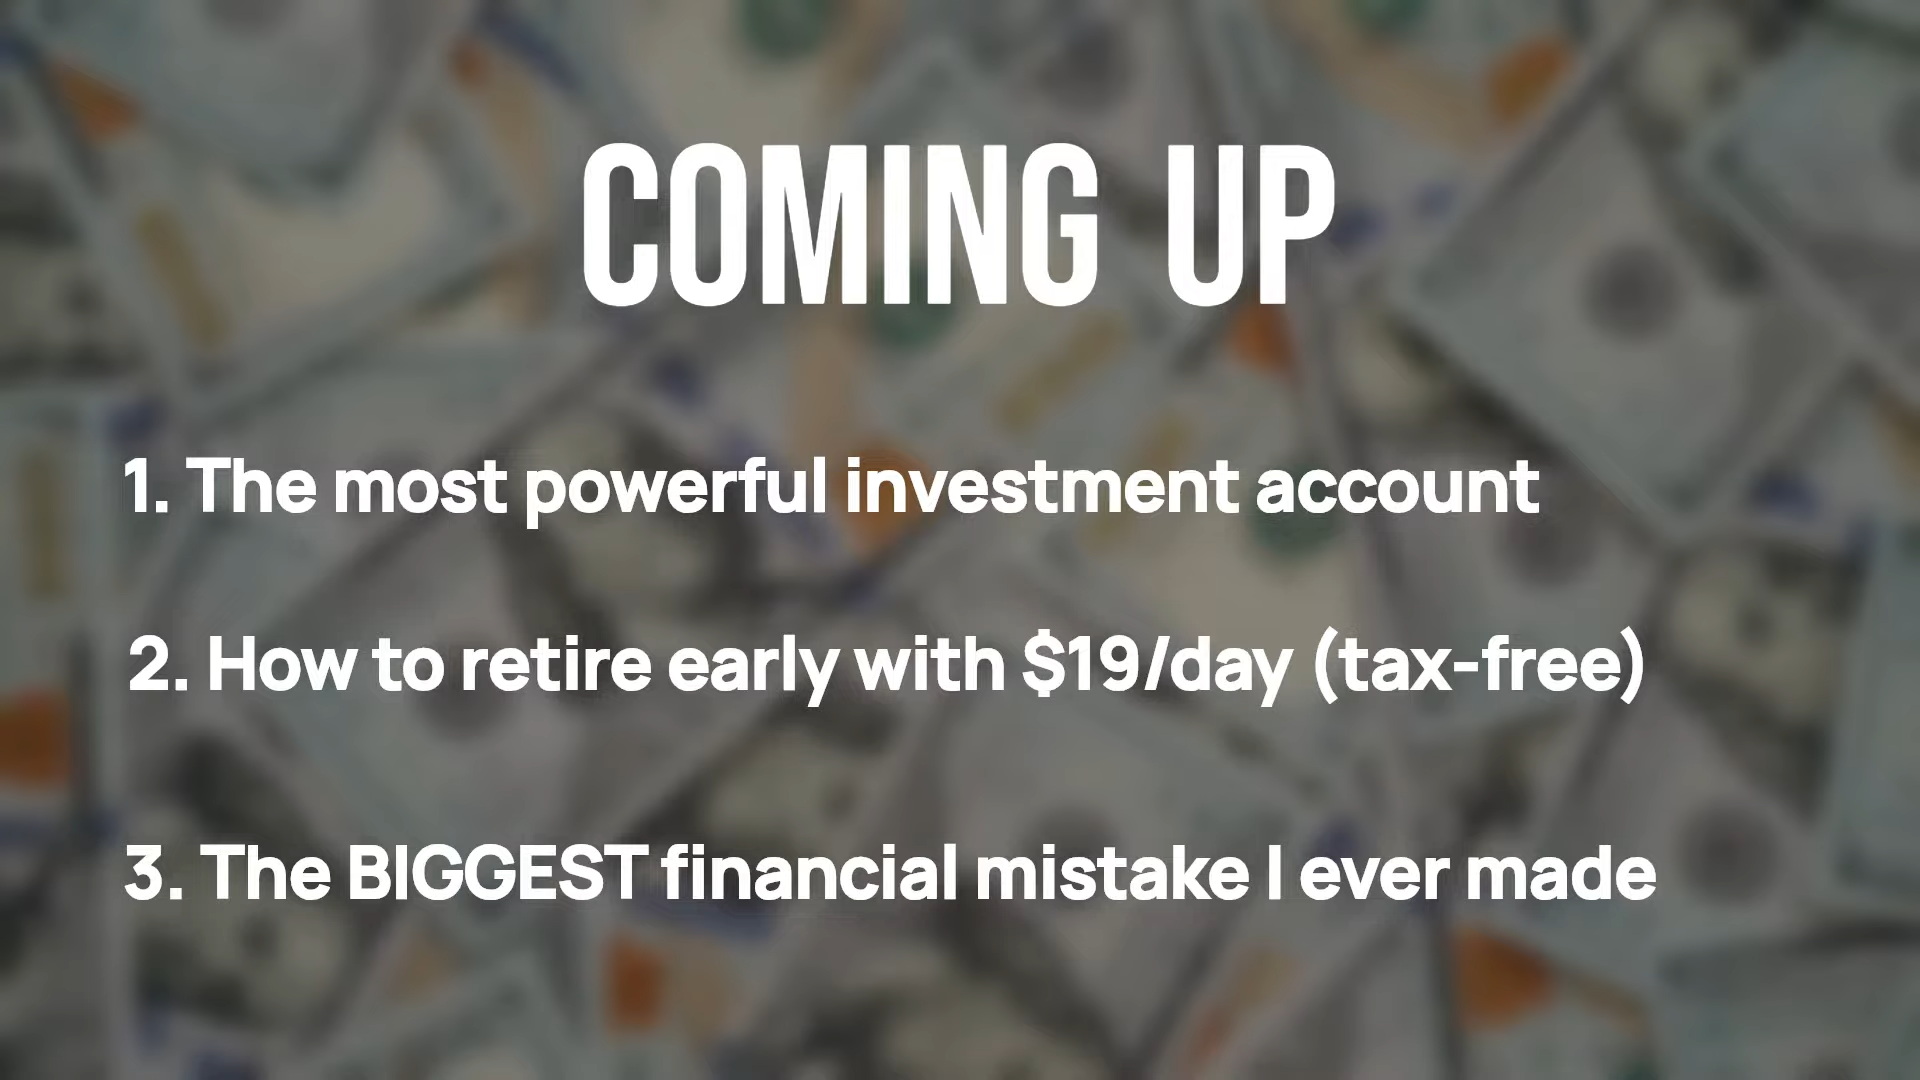 COMING UP
1. The most powerful investment account
2. How to retire early with $19/day (tax-free)
3. The BIGGEST financial mistake I ever made